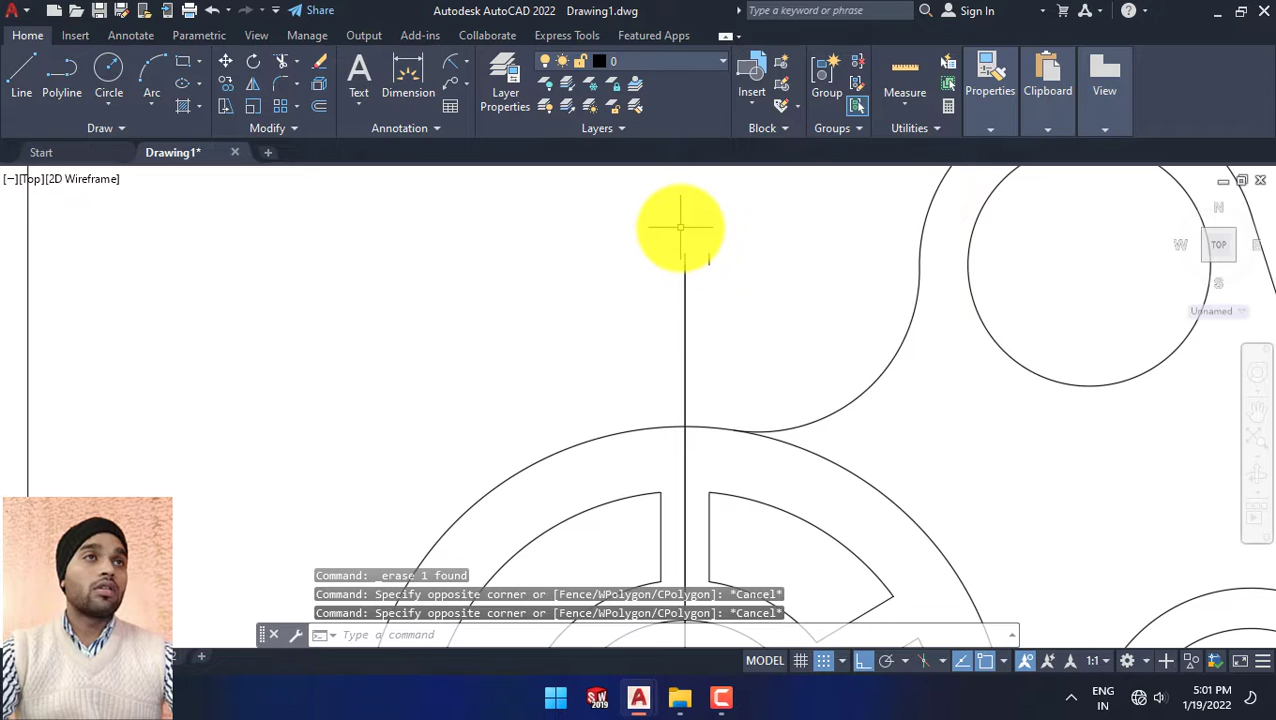 Share
Autodesk AutoCAD 2022 Drawing1.dwg
Type a keyword or phrase
Sign In
Home Insert Annotate Parametric View Manage Output Add-ins Collaborate Express Tools Featured Apps
Line Polyline Circle Arc Text Dimension Layer Properties 0 Insert Group Measure Properties Clipboard View
Draw Modify Annotation Layers Block Groups Utilities
Start Drawing1*
[−][Top][2D Wireframe]
N
W TOP E
S
Unnamed
Command: _erase 1 found
Command: Specify opposite corner or [Fence/WPolygon/CPolygon]: *Cancel*
Command: Specify opposite corner or [Fence/WPolygon/CPolygon]: *Cancel*
Type a command
MODEL 1:1
2019
ENG 5:01 PM
IN 1/19/2022